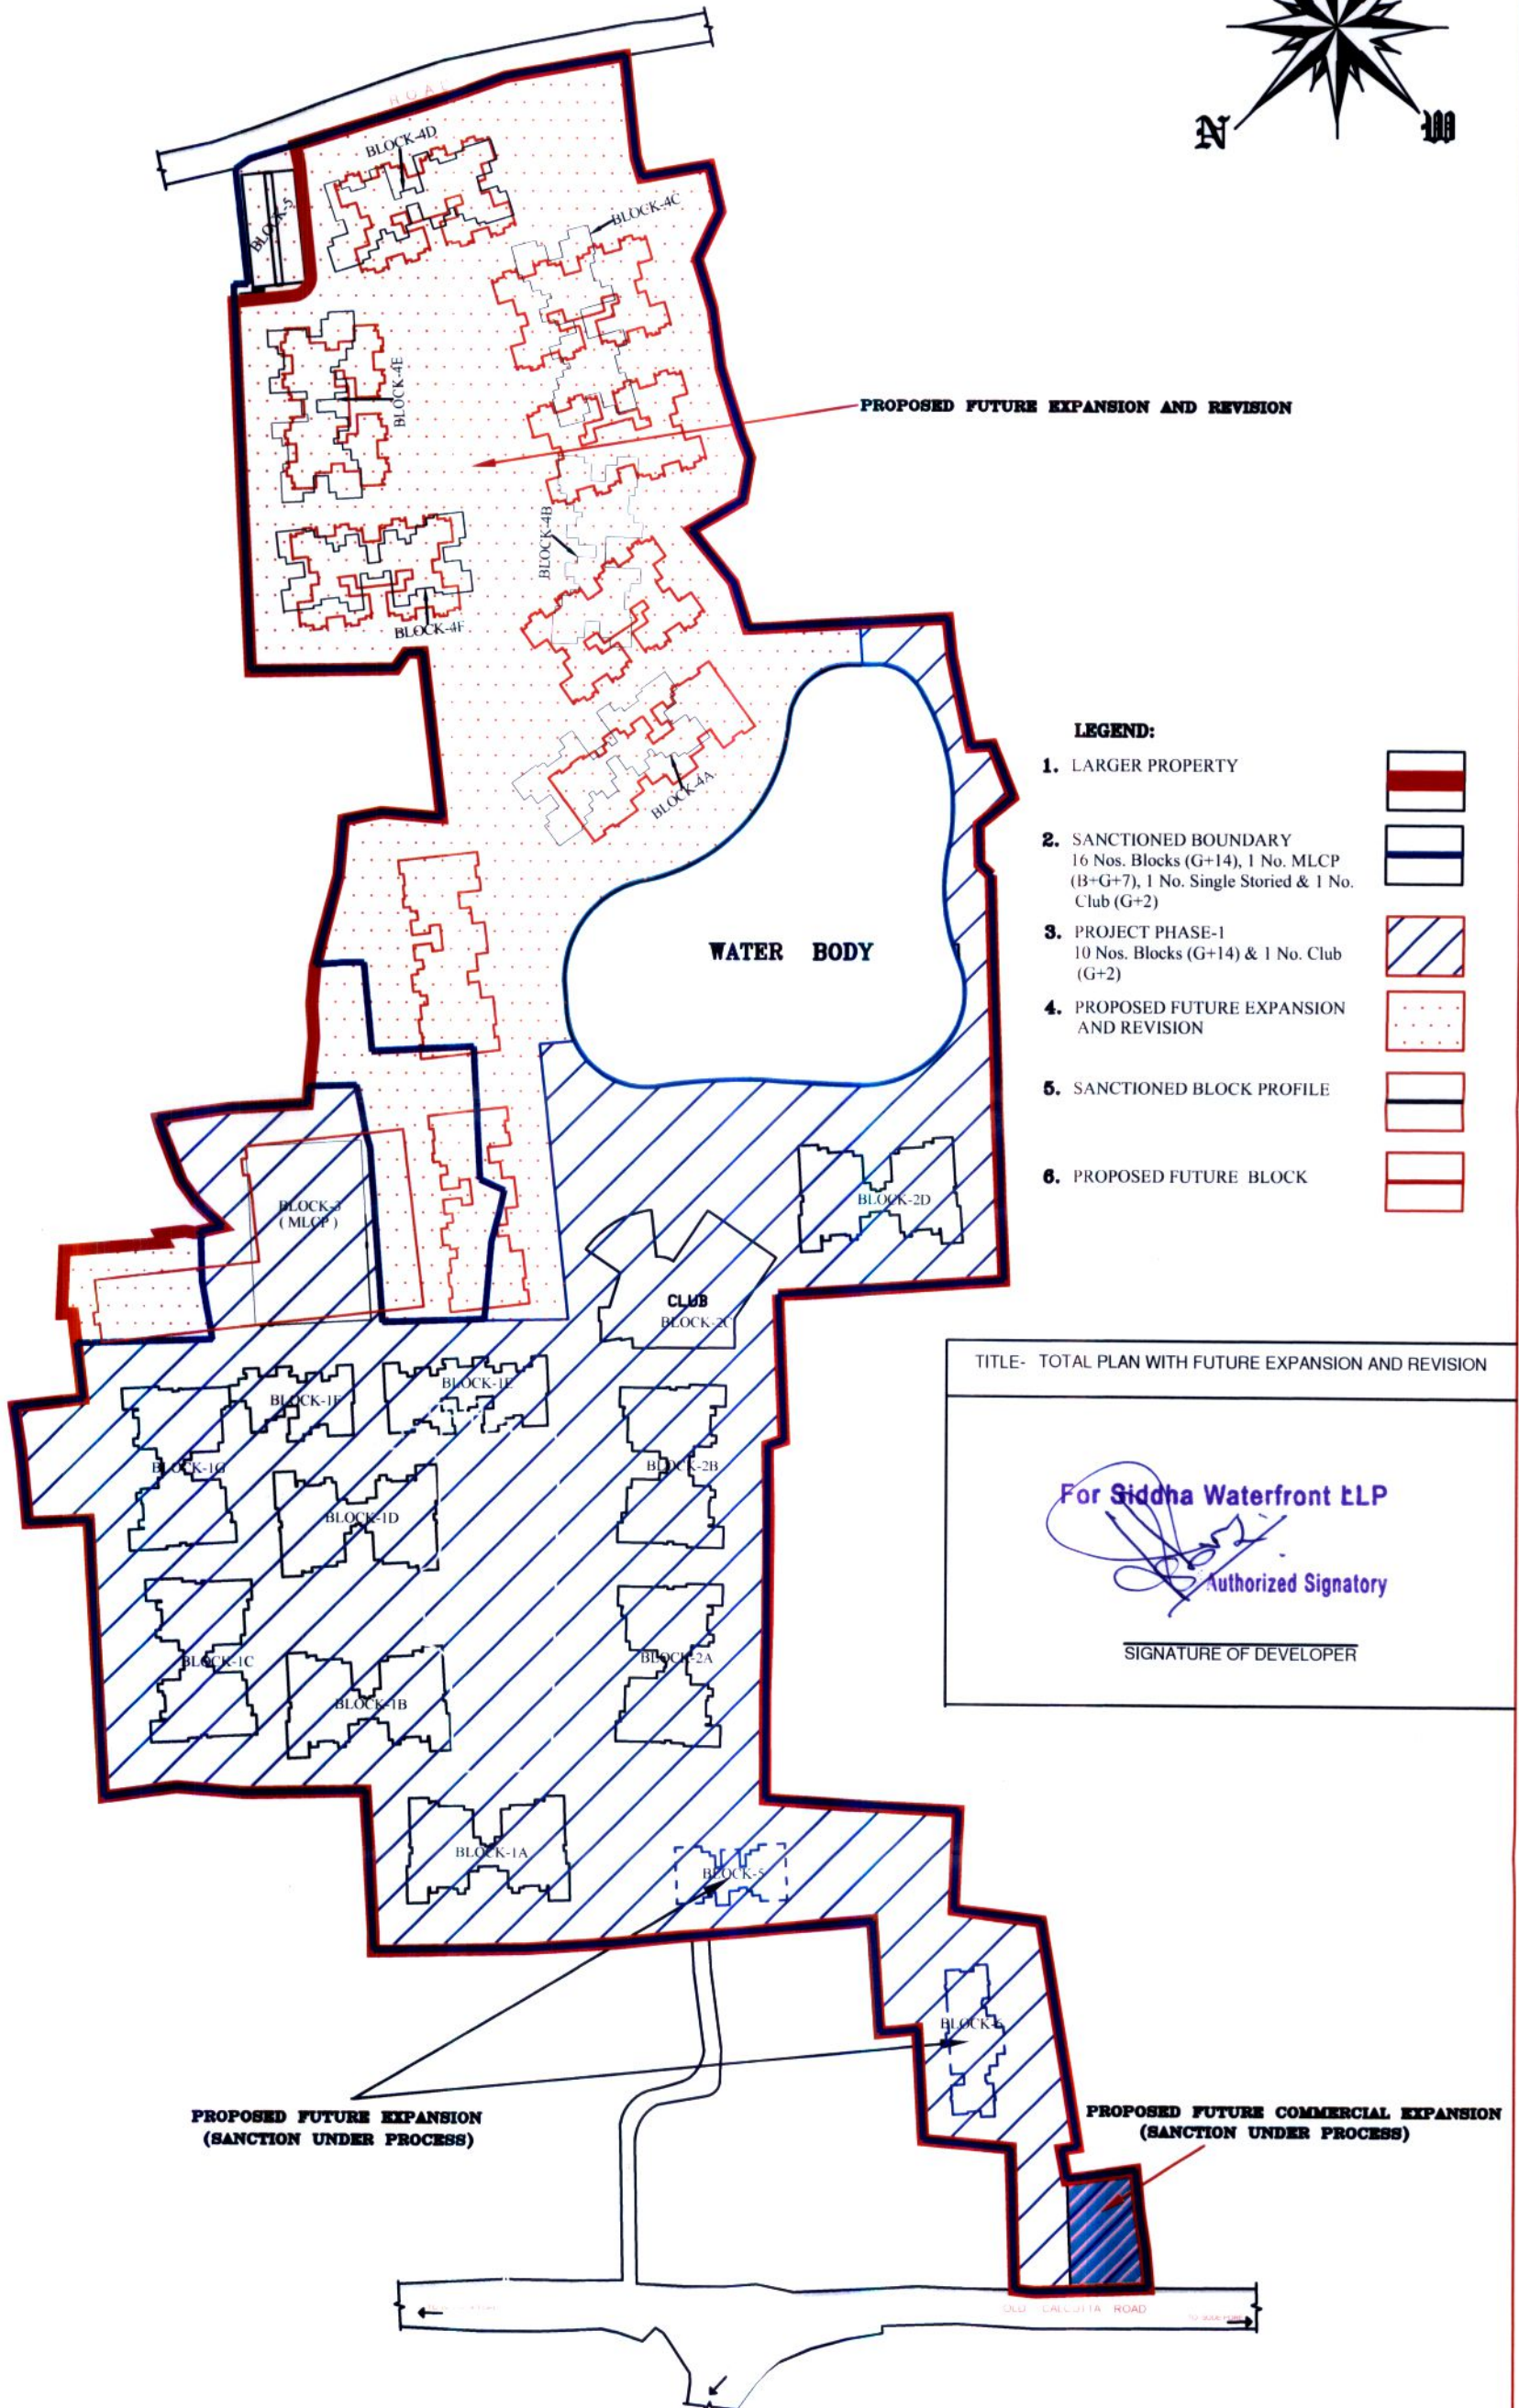 N
W
ROAD
BLOCK-4D
BLOCK-5
BLOCK-4C
BLOCK-4E
PROPOSED FUTURE EXPANSION AND REVISION
BLOCK-4B
BLOCK-4F
BLOCK-4A
WATER BODY
LEGEND:
1. LARGER PROPERTY
2. SANCTIONED BOUNDARY
16 Nos. Blocks (G+14), 1 No. MLCP
(B+G+7), 1 No. Single Storied & 1 No.
Club (G+2)
3. PROJECT PHASE-1
10 Nos. Blocks (G+14) & 1 No. Club
(G+2)
4. PROPOSED FUTURE EXPANSION
AND REVISION
5. SANCTIONED BLOCK PROFILE
6. PROPOSED FUTURE BLOCK
BLOCK-3
( MLCP )
BLOCK-2D
CLUB
BLOCK-2C
BLOCK-1F
BLOCK-1E
BLOCK-1G
BLOCK-2B
BLOCK-1D
BLOCK-1C
BLOCK-2A
BLOCK-1B
BLOCK-1A
BLOCK-5
BLOCK-6
TITLE- TOTAL PLAN WITH FUTURE EXPANSION AND REVISION
For Siddha Waterfront LLP
Authorized Signatory
SIGNATURE OF DEVELOPER
PROPOSED FUTURE EXPANSION
(SANCTION UNDER PROCESS)
PROPOSED FUTURE COMMERCIAL EXPANSION
(SANCTION UNDER PROCESS)
OLD CALCUTTA ROAD